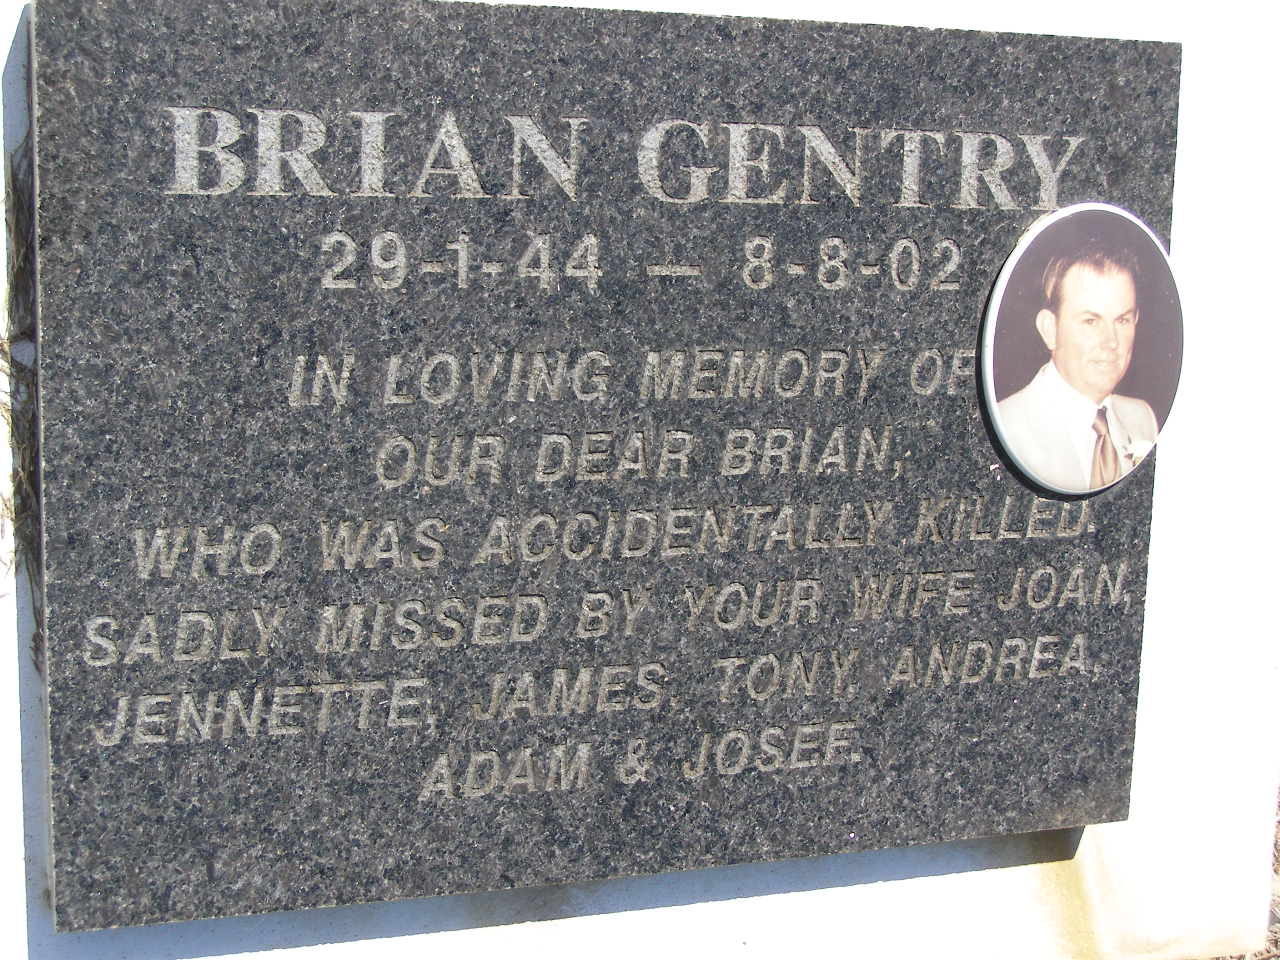 BRIAN GENTRY
29-1-44 — 8-8-02
IN LOVING MEMORY OF
OUR DEAR BRIAN,
WHO WAS ACCIDENTALLY KILLED.
SADLY MISSED BY YOUR WIFE JOAN,
JENNETTE, JAMES, TONY, ANDREA,
ADAM & JOSEF.